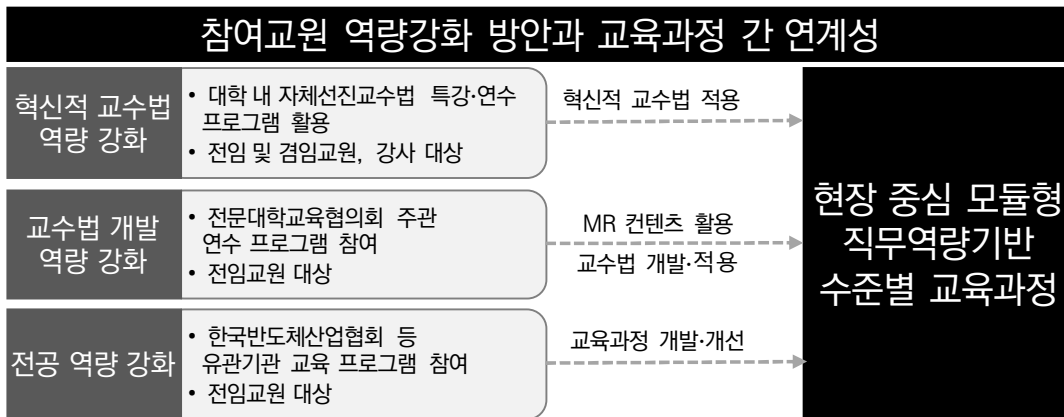 참여교원 역량강화 방안과 교육과정 간 연계성
혁신적 교수법
역량 강화
• 대학 내 자체선진교수법 특강·연수
프로그램 활용
• 전임 및 겸임교원, 강사 대상
혁신적 교수법 적용
교수법 개발
역량 강화
• 전문대학교육협의회 주관
연수 프로그램 참여
• 전임교원 대상
MR 컨텐츠 활용
교수법 개발·적용
전공 역량 강화
• 한국반도체산업협회 등
유관기관 교육 프로그램 참여
• 전임교원 대상
교육과정 개발·개선
현장 중심 모듈형
직무역량기반
수준별 교육과정